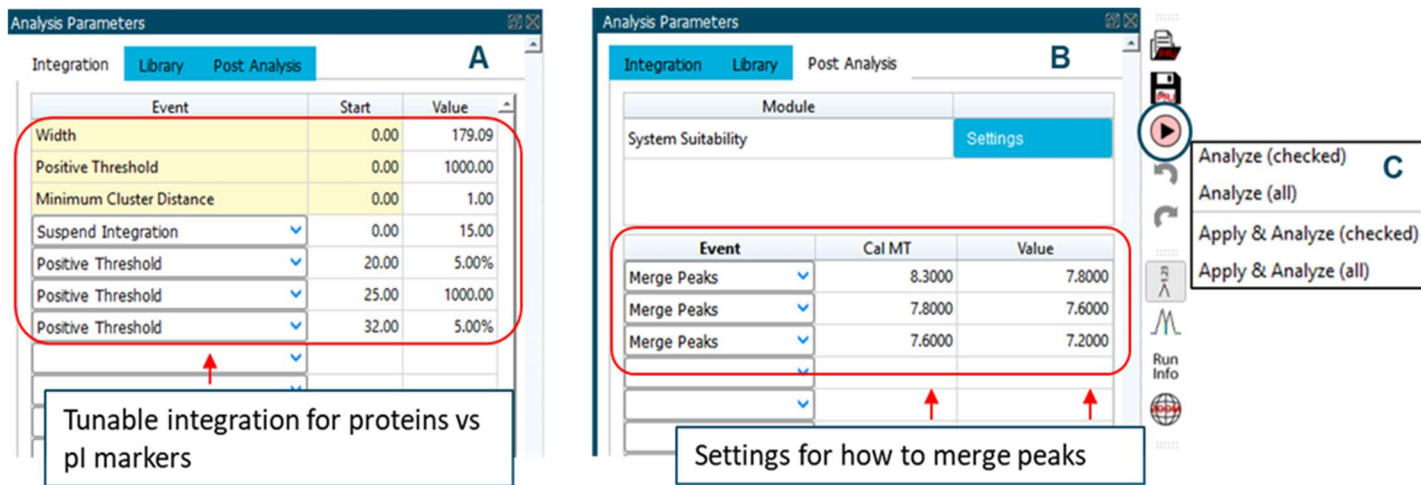 Analysis Parameters
Integration Library Post Analysis A
Event Start Value
Width 0.00 179.09
Positive Threshold 0.00 1000.00
Minimum Cluster Distance 0.00 1.00
Suspend Integration 0.00 15.00
Positive Threshold 20.00 5.00%
Positive Threshold 25.00 1000.00
Positive Threshold 32.00 5.00%
Tunable integration for proteins vs
pI markers
Analysis Parameters
Integration Library Post Analysis B
Module
System Suitability Settings
Event Cal MT Value
Merge Peaks 8.3000 7.8000
Merge Peaks 7.8000 7.6000
Merge Peaks 7.6000 7.2000
Settings for how to merge peaks
Run
Info
ZOOM
Analyze (checked) C
Analyze (all)
Apply & Analyze (checked)
Apply & Analyze (all)